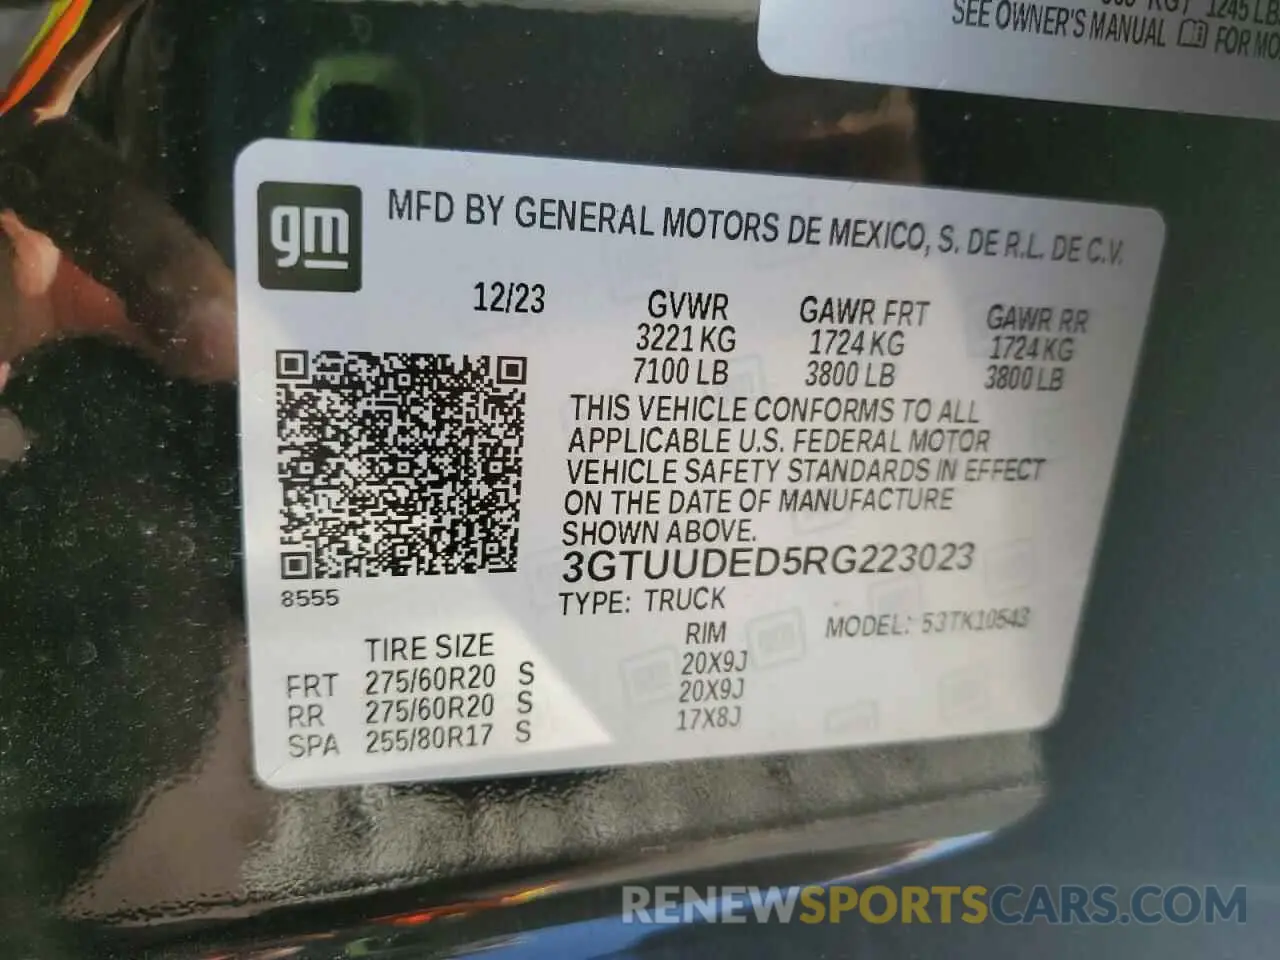 1245 LB
SEE OWNER'S MANUAL FOR
gm
MFD BY GENERAL MOTORS DE MEXICO, S. DE R.L. DE C.V.
12/23 GVWR GAWR FRT GAWR RR
3221 KG 1724 KG 1724 KG
7100 LB 3800 LB 3800 LB
THIS VEHICLE CONFORMS TO ALL
APPLICABLE U.S. FEDERAL MOTOR
VEHICLE SAFETY STANDARDS IN EFFECT
ON THE DATE OF MANUFACTURE
SHOWN ABOVE.
3GTUUDED5RG223023
8555
TYPE: TRUCK
MODEL: 53TK10543
TIRE SIZE RIM
FRT 275/60R20 S 20X9J
RR 275/60R20 S 20X9J
SPA 255/80R17 S 17X8J
RENEWSPORTSCARS.COM